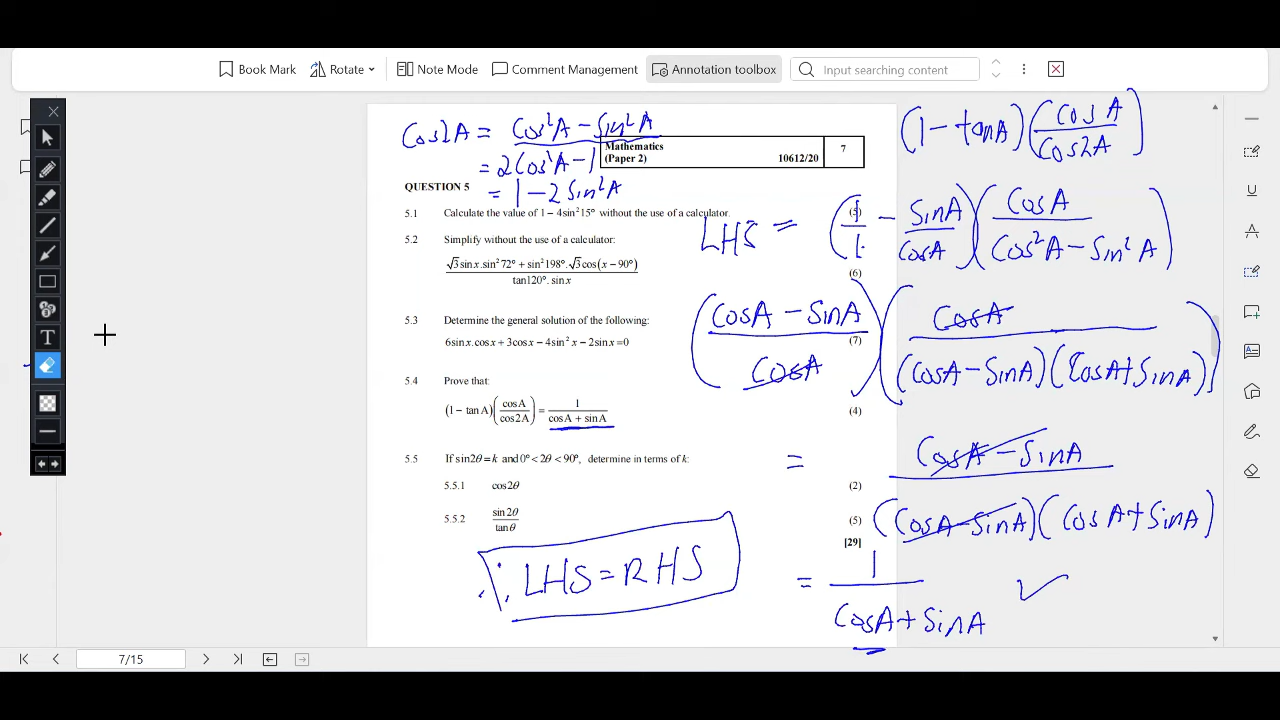 Book Mark Rotate Note Mode Comment Management Annotation toolbox Input searching content
Cos2A = Cos²A - Sin²A
= 2Cos²A - 1
= 1 - 2Sin²A
Mathematics
(Paper 2) 10612/20 7
QUESTION 5
5.1 Calculate the value of 1 − 4sin²15° without the use of a calculator. (5)
5.2 Simplify without the use of a calculator:
√3 sin x.sin²72° + sin²198°.√3 cos(x − 90°)
tan120°. sin x
(6)
5.3 Determine the general solution of the following:
6sin x.cos x + 3cos x − 4sin² x − 2sin x = 0
(7)
5.4 Prove that:
(1 − tan A)(cosA/cos2A) = 1/(cosA + sinA) (4)
5.5 If sin2θ = k and 0° < 2θ < 90°, determine in terms of k:
5.5.1 cos2θ (2)
5.5.2 sin2θ/tanθ (5)
[29]
(1 - tanA)(CosA/Cos2A)
LHS = (1/1 - SinA/CosA)(CosA/(Cos²A - Sin²A))
((CosA - SinA)/CosA)(CosA/((CosA - SinA)(CosA + SinA)))
= CosA - SinA
(CosA - SinA)(CosA + SinA)
= 1/(CosA + SinA) ✓
∴ LHS = RHS
7/15